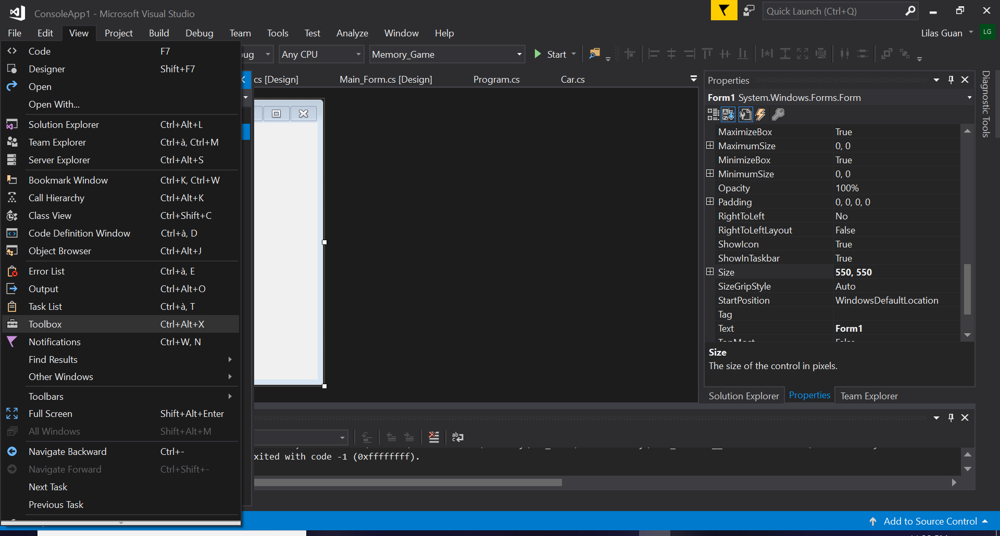 ConsoleApp1 - Microsoft Visual Studio
Quick Launch (Ctrl+Q)
File Edit View Project Build Debug Team Tools Test Analyze Window Help
Lilas Guan LG
Code F7
Designer Shift+F7
Open
Open With...
Solution Explorer Ctrl+Alt+L
Team Explorer Ctrl+à, Ctrl+M
Server Explorer Ctrl+Alt+S
Bookmark Window Ctrl+K, Ctrl+W
Call Hierarchy Ctrl+Alt+K
Class View Ctrl+Shift+C
Code Definition Window Ctrl+à, D
Object Browser Ctrl+Alt+J
Error List Ctrl+à, E
Output Ctrl+Alt+O
Task List Ctrl+à, T
Toolbox Ctrl+Alt+X
Notifications Ctrl+W, N
Find Results
Other Windows
Toolbars
Full Screen Shift+Alt+Enter
All Windows Shift+Alt+M
Navigate Backward Ctrl+-
Navigate Forward Ctrl+Shift+-
Next Task
Previous Task
ug Any CPU Memory_Game Start
cs [Design] Main_Form.cs [Design] Program.cs Car.cs
Properties
Form1 System.Windows.Forms.Form
MaximizeBox True
MaximumSize 0, 0
MinimizeBox True
MinimumSize 0, 0
Opacity 100%
Padding 0, 0, 0, 0
RightToLeft No
RightToLeftLayout False
ShowIcon True
ShowInTaskbar True
Size 550, 550
SizeGripStyle Auto
StartPosition WindowsDefaultLocation
Tag
Text Form1
TopMost False
Size
The size of the control in pixels.
Solution Explorer Properties Team Explorer
Diagnostic Tools
xited with code -1 (0xffffffff).
Add to Source Control